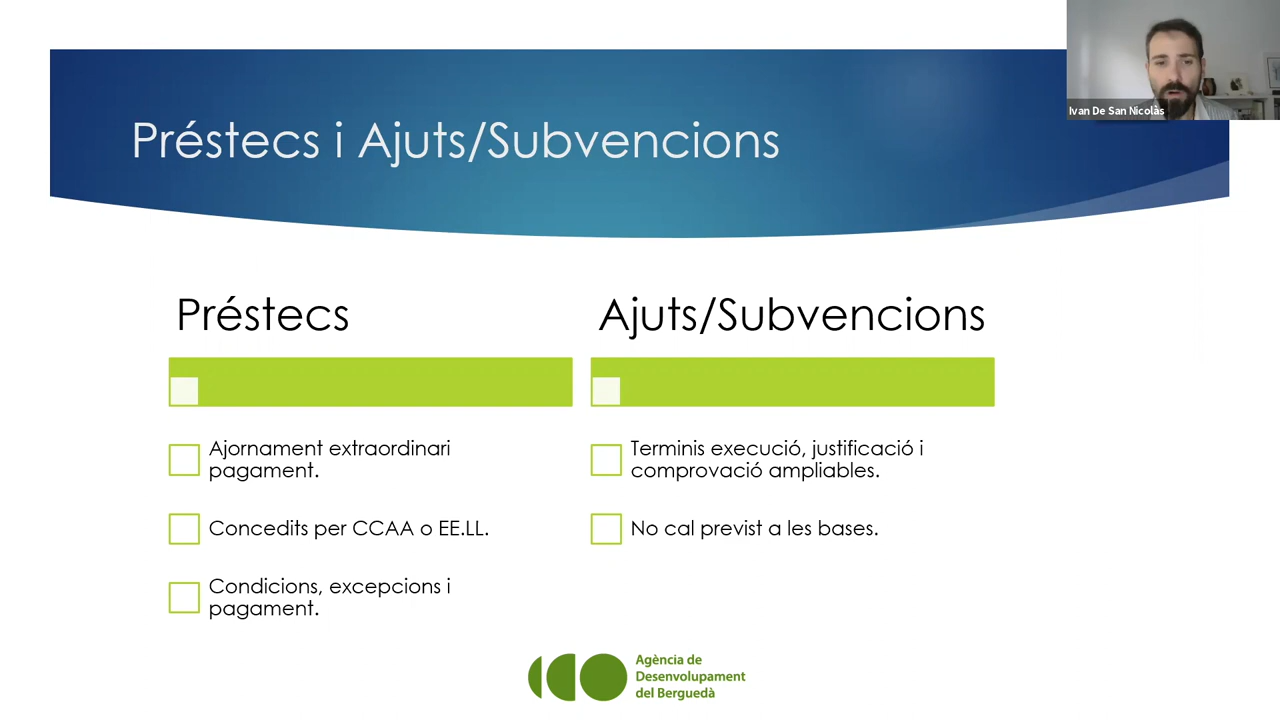 Ivan De San Nicolàs
Préstecs i Ajuts/Subvencions
Préstecs
Ajornament extraordinari
pagament.
Concedits per CCAA o EE.LL.
Condicions, excepcions i
pagament.
Ajuts/Subvencions
Terminis execució, justificació i
comprovació ampliables.
No cal previst a les bases.
Agència de
Desenvolupament
del Berguedà